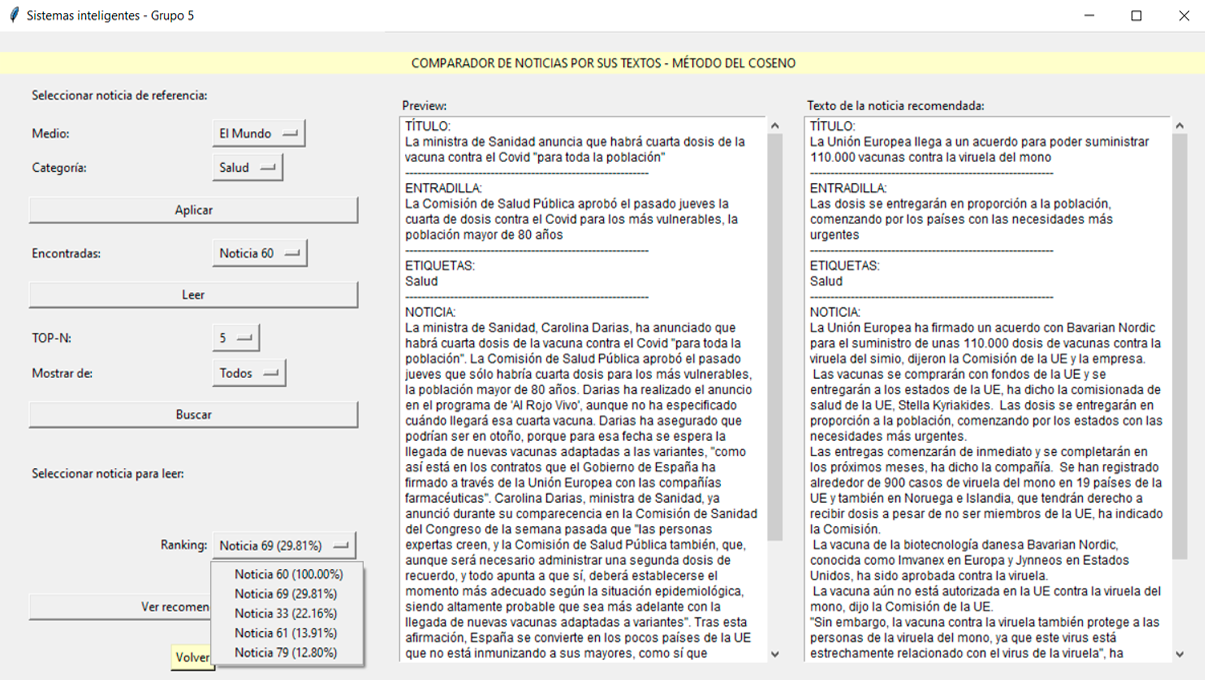 Sistemas inteligentes - Grupo 5
COMPARADOR DE NOTICIAS POR SUS TEXTOS - MÉTODO DEL COSENO
Seleccionar noticia de referencia:
Medio:
El Mundo
Categoría:
Salud
Aplicar
Encontradas:
Noticia 60
Leer
TOP-N:
5
Mostrar de:
Todos
Buscar
Seleccionar noticia para leer:
Ranking:
Noticia 69 (29.81%)
Noticia 60 (100.00%)
Noticia 69 (29.81%)
Noticia 33 (22.16%)
Noticia 61 (13.91%)
Noticia 79 (12.80%)
Ver recomen
Volver
Preview:
TÍTULO:
La ministra de Sanidad anuncia que habrá cuarta dosis de la
vacuna contra el Covid "para toda la población"
------------------------------------------------------------
ENTRADILLA:
La Comisión de Salud Pública aprobó el pasado jueves la
cuarta de dosis contra el Covid para los más vulnerables, la
población mayor de 80 años
------------------------------------------------------------
ETIQUETAS:
Salud
------------------------------------------------------------
NOTICIA:
La ministra de Sanidad, Carolina Darias, ha anunciado que
habrá cuarta dosis de la vacuna contra el Covid "para toda la
población". La Comisión de Salud Pública aprobó el pasado
jueves que sólo habría cuarta dosis para los más vulnerables,
la población mayor de 80 años. Darias ha realizado el anuncio
en el programa de 'Al Rojo Vivo', aunque no ha especificado
cuándo llegará esa cuarta vacuna. Darias ha asegurado que
podrían ser en otoño, porque para esa fecha se espera la
llegada de nuevas vacunas adaptadas a las variantes, "como
así está en los contratos que el Gobierno de España ha
firmado a través de la Unión Europea con las compañías
farmacéuticas". Carolina Darias, ministra de Sanidad, ya
anunció durante su comparecencia en la Comisión de Sanidad
del Congreso de la semana pasada que "las personas
expertas creen, y la Comisión de Salud Pública también, que,
aunque será necesario administrar una segunda dosis de
recuerdo, y todo apunta a que sí, deberá establecerse el
momento más adecuado según la situación epidemiológica,
siendo altamente probable que sea más adelante con la
llegada de nuevas vacunas adaptadas a variantes". Tras esta
afirmación, España se convierte en los pocos países de la UE
que no está inmunizando a sus mayores, como sí que
Texto de la noticia recomendada:
TÍTULO:
La Unión Europea llega a un acuerdo para poder suministrar
110.000 vacunas contra la viruela del mono
------------------------------------------------------------
ENTRADILLA:
Las dosis se entregarán en proporción a la población,
comenzando por los países con las necesidades más
urgentes
------------------------------------------------------------
ETIQUETAS:
Salud
------------------------------------------------------------
NOTICIA:
La Unión Europea ha firmado un acuerdo con Bavarian Nordic
para el suministro de unas 110.000 dosis de vacunas contra la
viruela del simio, dijeron la Comisión de la UE y la empresa.
Las vacunas se comprarán con fondos de la UE y se
entregarán a los estados de la UE, ha dicho la comisionada de
salud de la UE, Stella Kyriakides.  Las dosis se entregarán en
proporción a la población, comenzando por los estados con las
necesidades más urgentes.
Las entregas comenzarán de inmediato y se completarán en
los próximos meses, ha dicho la compañía.  Se han registrado
alrededor de 900 casos de viruela del mono en 19 países de la
UE y también en Noruega e Islandia, que tendrán derecho a
recibir dosis a pesar de no ser miembros de la UE, ha indicado
la Comisión.
La vacuna de la biotecnología danesa Bavarian Nordic,
conocida como Imvanex en Europa y Jynneos en Estados
Unidos, ha sido aprobada contra la viruela.
La vacuna aún no está autorizada en la UE contra la viruela del
mono, dijo la Comisión de la UE.
"Sin embargo, la vacuna contra la viruela también protege a las
personas de la viruela del mono, ya que este virus está
estrechamente relacionado con el virus de la viruela", ha